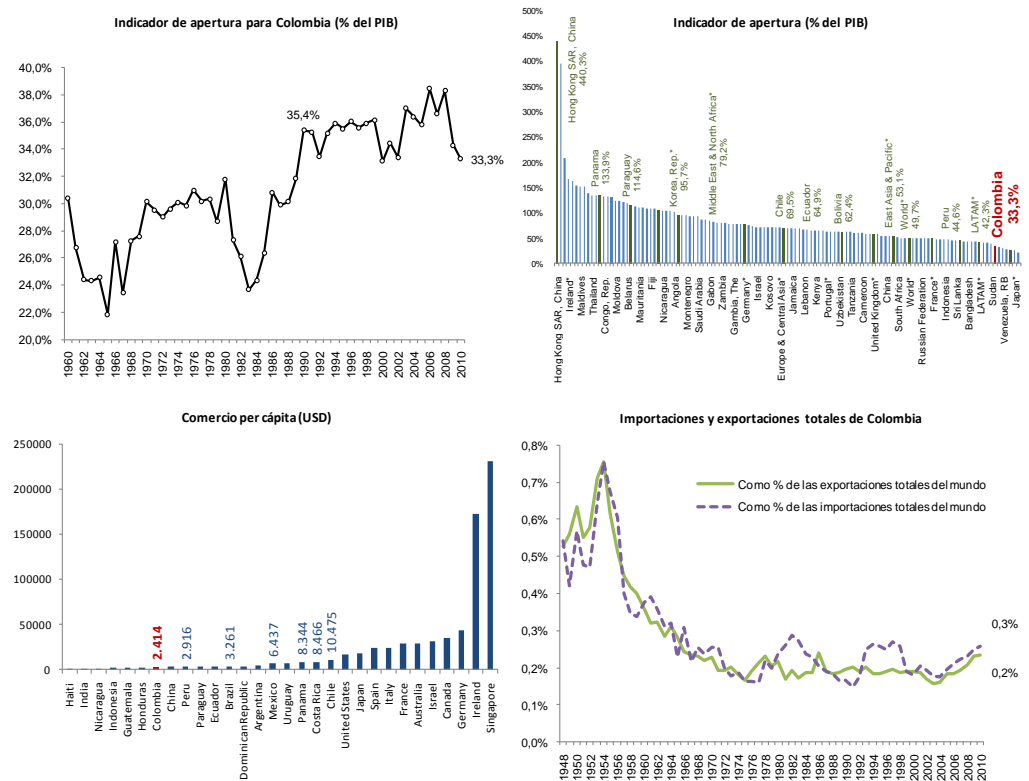 Indicador de apertura para Colombia (% del PIB)
40,0%
38,0%
36,0%
34,0%
32,0%
30,0%
28,0%
26,0%
24,0%
22,0%
20,0%
35,4%
33,3%
1960
1962
1964
1966
1968
1970
1972
1974
1976
1978
1980
1982
1984
1986
1988
1990
1992
1994
1996
1998
2000
2002
2004
2006
2008
2010
Indicador de apertura (% del PIB)
500%
450%
400%
350%
300%
250%
200%
150%
100%
50%
0%
Hong Kong SAR, China
440,3%
Panama
133,9%
Paraguay
114,6%
Korea, Rep.*
95,7%
Middle East & North Africa*
79,2%
Chile
69,5%
Ecuador
64,9%
Bolivia
62,4%
East Asia & Pacific*
53,1%
World*
49,7%
Peru
44,6%
LATAM*
42,3%
Colombia
33,3%
Hong Kong SAR, China
Ireland*
Maldives
Thailand
Congo, Rep.
Moldova
Belarus
Mauritania
Fiji
Nicaragua
Angola
Montenegro
Saudi Arabia
Gabon
Zambia
Gambia, The
Germany*
Israel
Kosovo
Europe & Central Asia*
Jamaica
Lebanon
Kenya
Portugal*
Uzbekistan
Tanzania
Cameroon
United Kingdom*
China
South Africa
World*
Russian Federation
France*
Indonesia
Sri Lanka
Bangladesh
LATAM*
Sudan
Venezuela, RB
Japan*
Comercio per cápita (USD)
250000
200000
150000
100000
50000
0
2.414
2.916
3.261
6.437
8.344
8.466
10.475
Haiti
India
Nicaragua
Indonesia
Guatemala
Honduras
Colombia
China
Peru
Paraguay
Ecuador
Brazil
Dominican Republic
Argentina
Mexico
Uruguay
Panama
Costa Rica
Chile
United States
Japan
Spain
Italy
France
Australia
Israel
Canada
Germany
Ireland
Singapore
Importaciones y exportaciones totales de Colombia
0,8%
0,7%
0,6%
0,5%
0,4%
0,3%
0,2%
0,1%
0,0%
Como % de las exportaciones totales del mundo
Como % de las importaciones totales del mundo
0,3%
0,2%
1948
1950
1952
1954
1956
1958
1960
1962
1964
1966
1968
1970
1972
1974
1976
1978
1980
1982
1984
1986
1988
1990
1992
1994
1996
1998
2000
2002
2004
2006
2008
2010